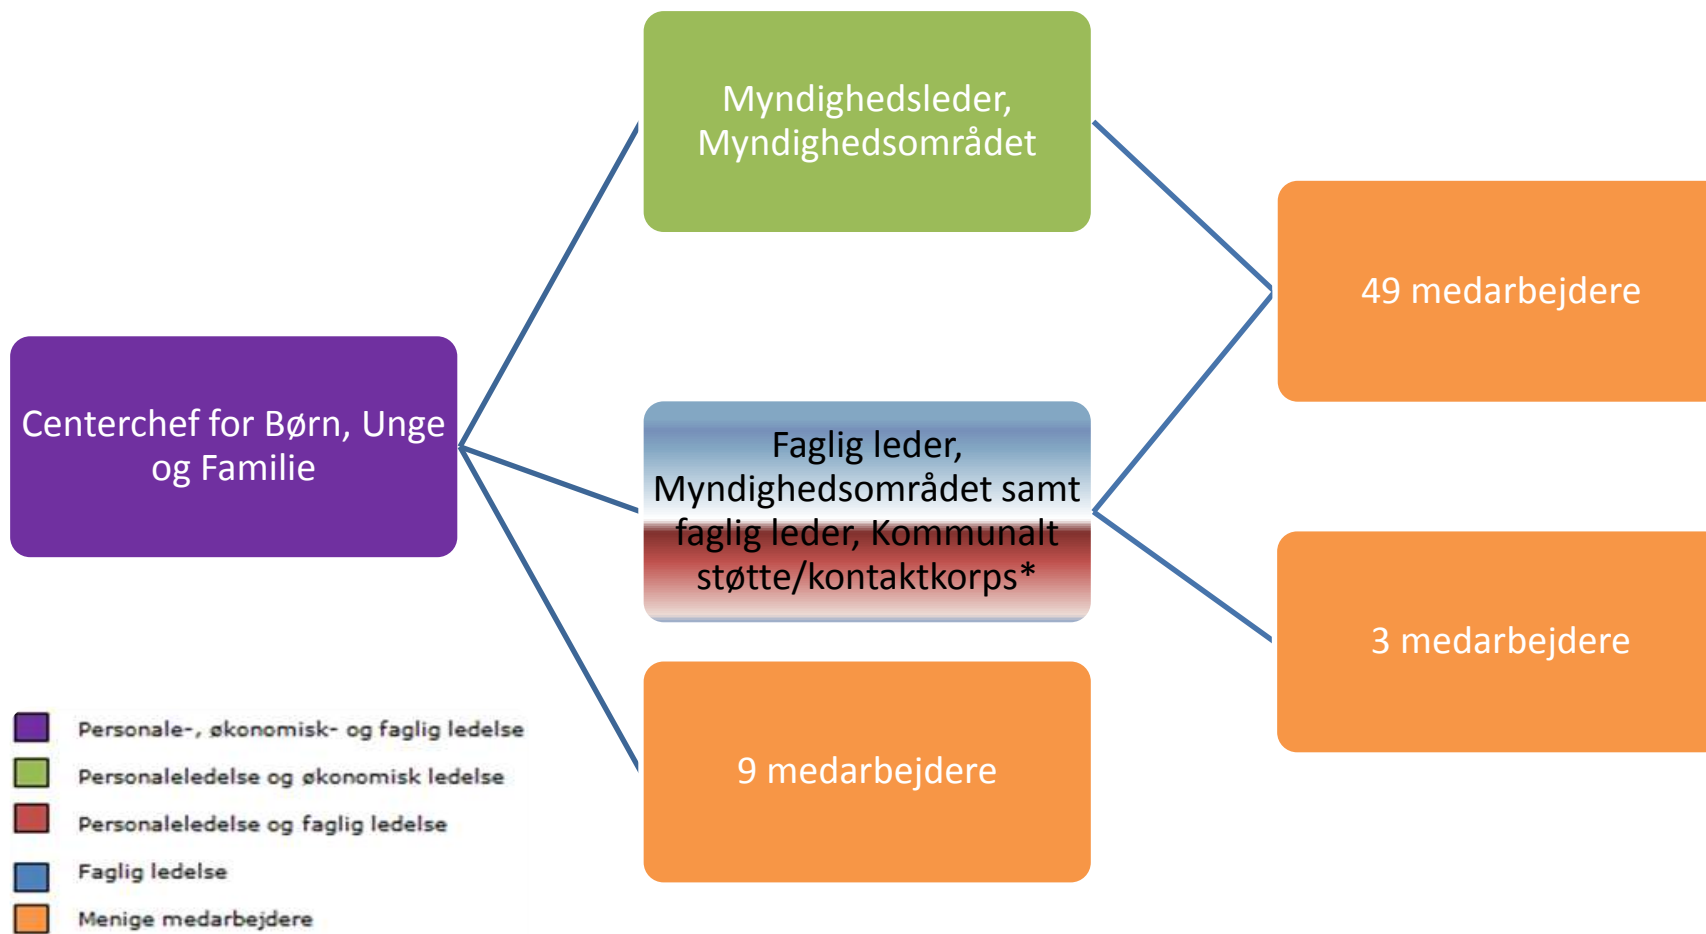 Myndighedsleder,
Myndighedsområdet
49 medarbejdere
Centerchef for Børn, Unge
og Familie
Faglig leder,
Myndighedsområdet samt
faglig leder, Kommunalt
støtte/kontaktkorps*
3 medarbejdere
9 medarbejdere
Personale-, økonomisk- og faglig ledelse
Personaleledelse og økonomisk ledelse
Personaleledelse og faglig ledelse
Faglig ledelse
Menige medarbejdere